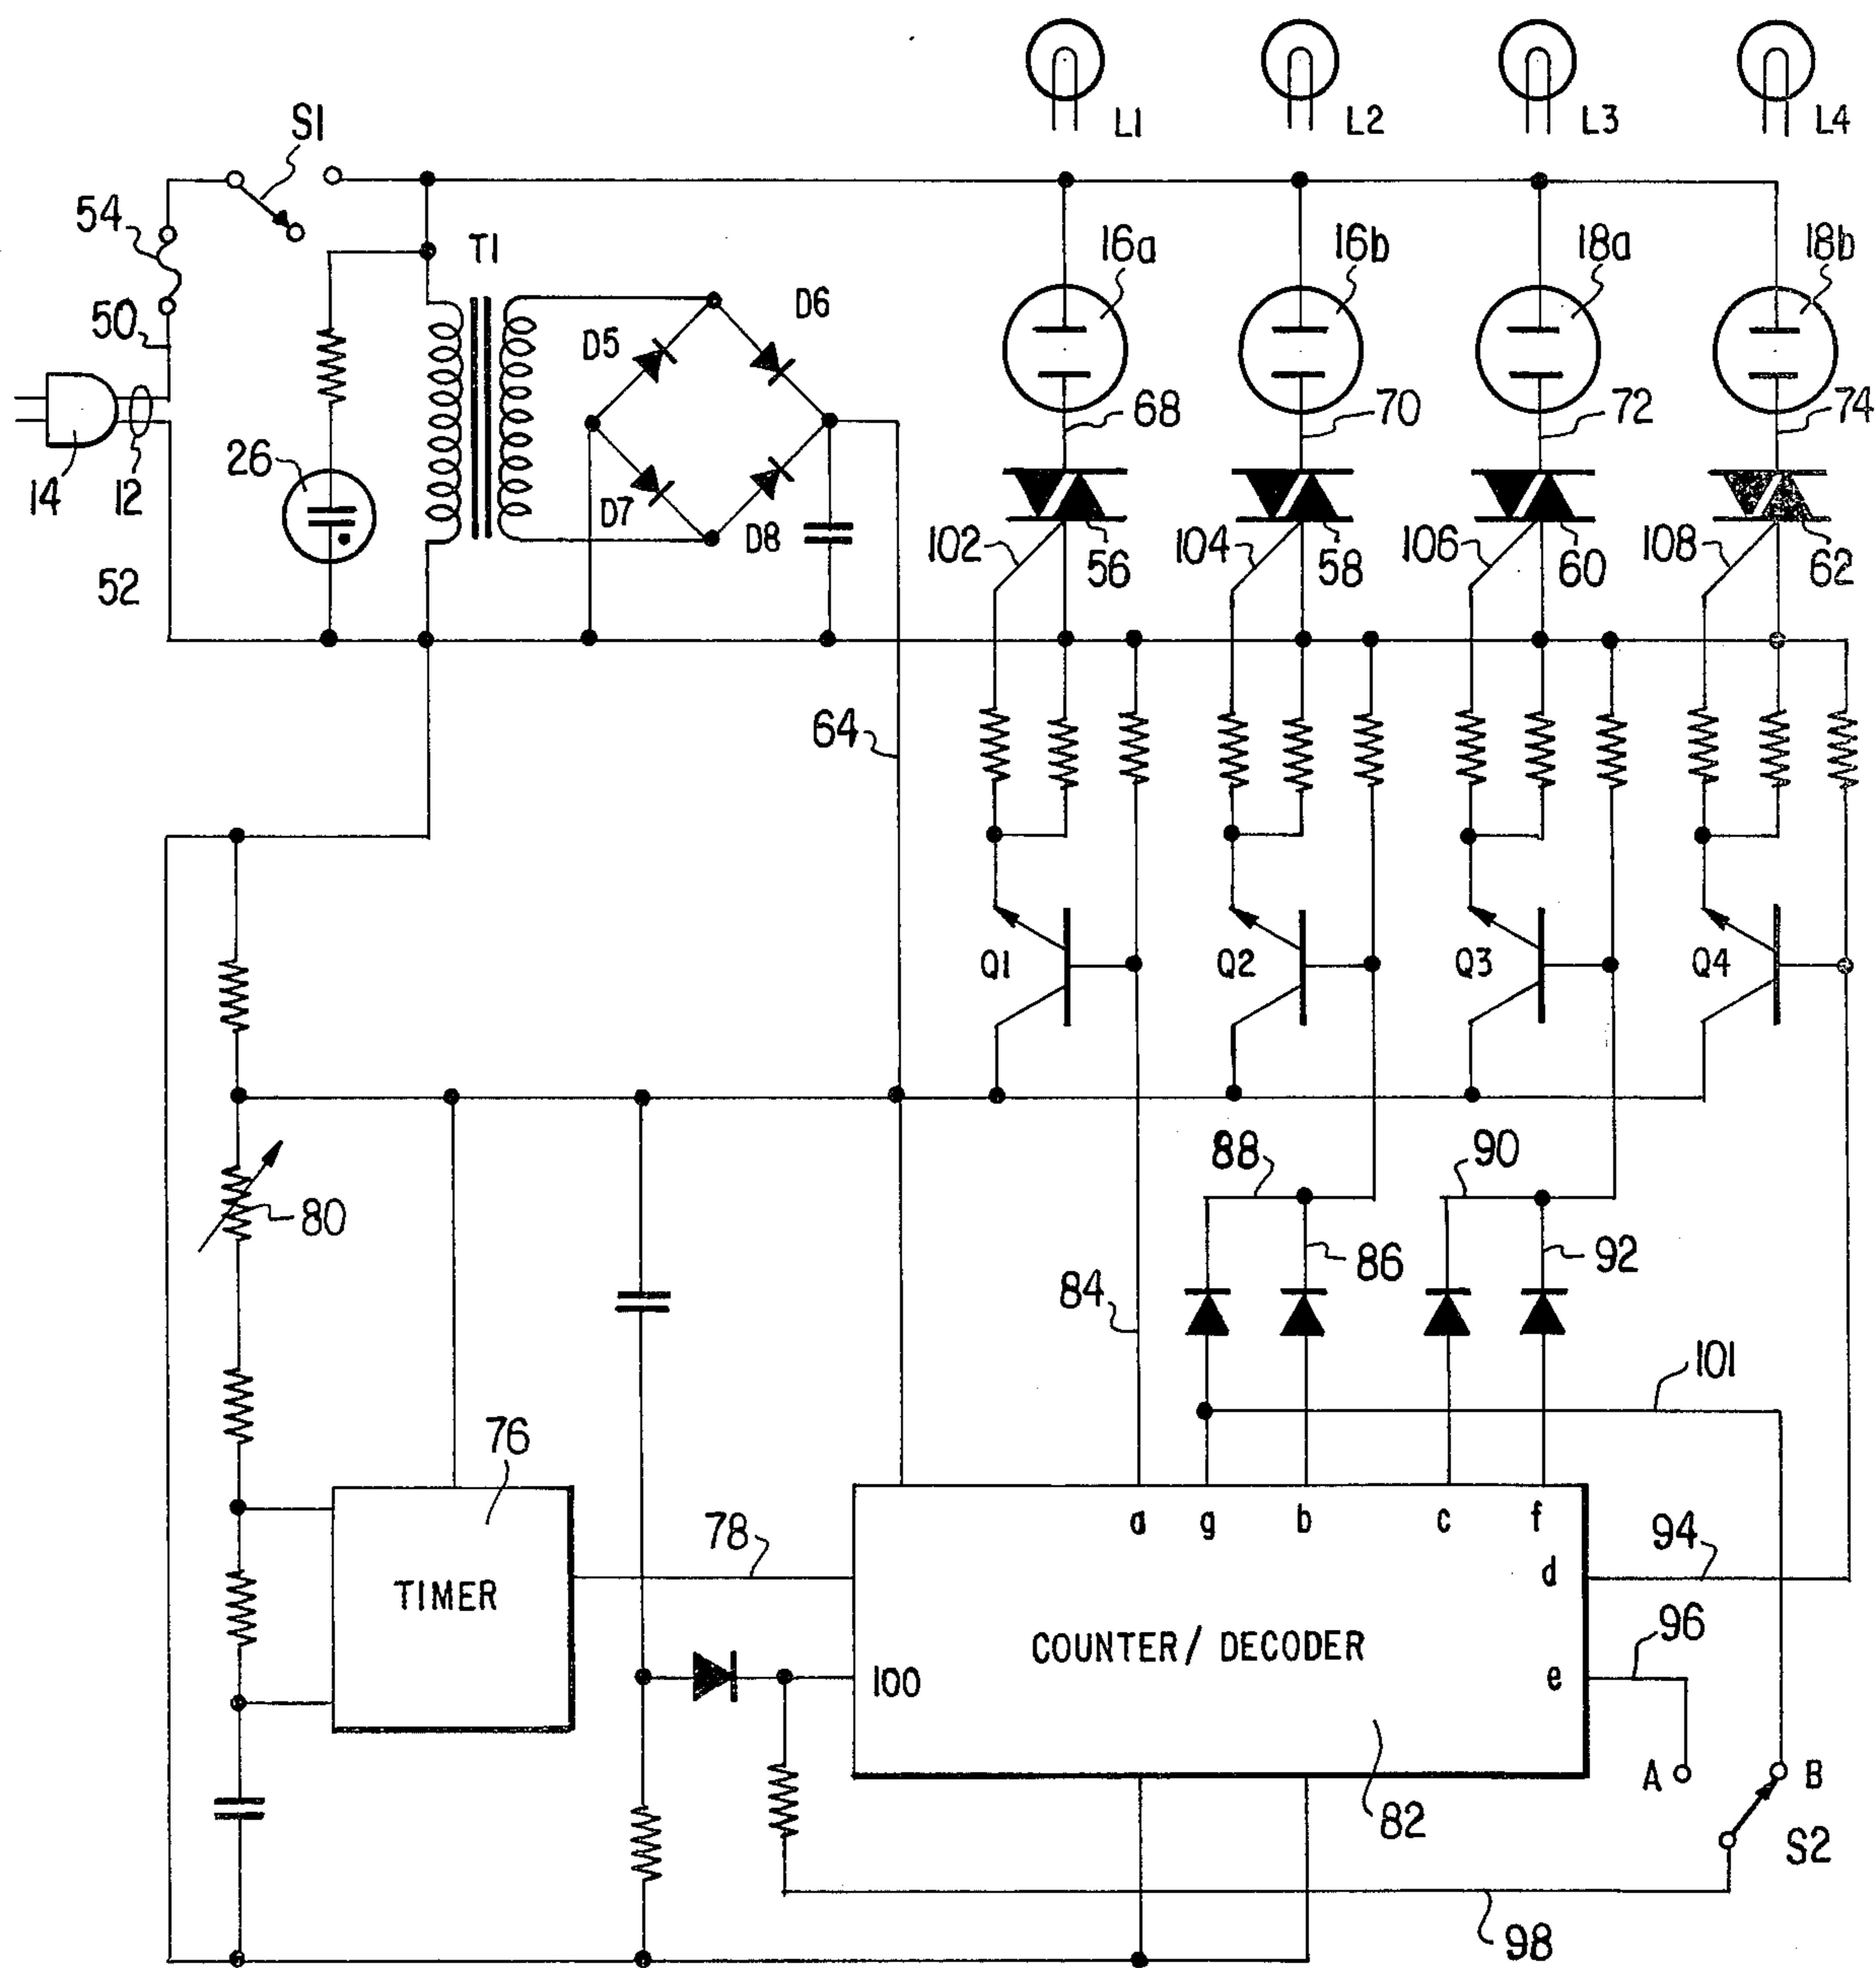 L1 L2 L3 L4
S1
54
T1
16a 16b 18a 18b
50
D5 D6
68 70 72 74
26
14 12
D7 D8
102 56 104 58 106 60 108 62
52
64
Q1 Q2 Q3 Q4
88 90
80
86 92
84
101
76
a g b c f
78
d 94
TIMER
COUNTER/ DECODER
96
100
e
A B
82
S2
98